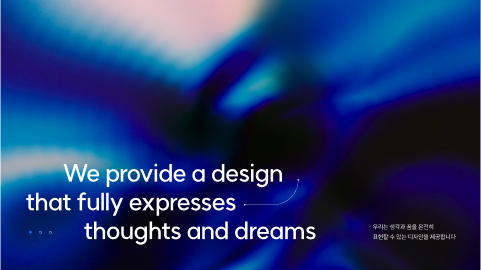 We provide a design
that fully expresses
thoughts and dreams
우리는 생각과 꿈을 온전히
표현할 수 있는 디자인을 제공합니다